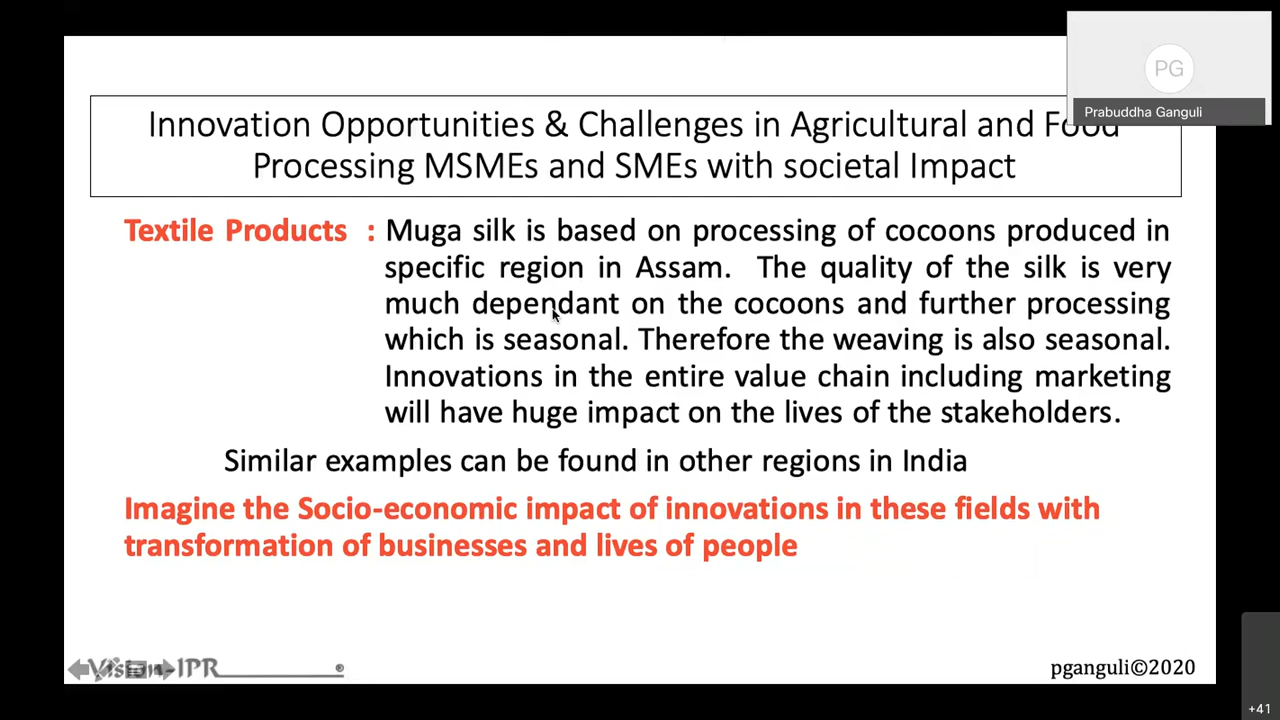 PG
Prabuddha Ganguli
Innovation Opportunities & Challenges in Agricultural and Food
Processing MSMEs and SMEs with societal Impact
Textile Products : Muga silk is based on processing of cocoons produced in
specific region in Assam. The quality of the silk is very
much dependant on the cocoons and further processing
which is seasonal. Therefore the weaving is also seasonal.
Innovations in the entire value chain including marketing
will have huge impact on the lives of the stakeholders.
Similar examples can be found in other regions in India
Imagine the Socio-economic impact of innovations in these fields with
transformation of businesses and lives of people
Vision-IPR ®
pganguli©2020
+41